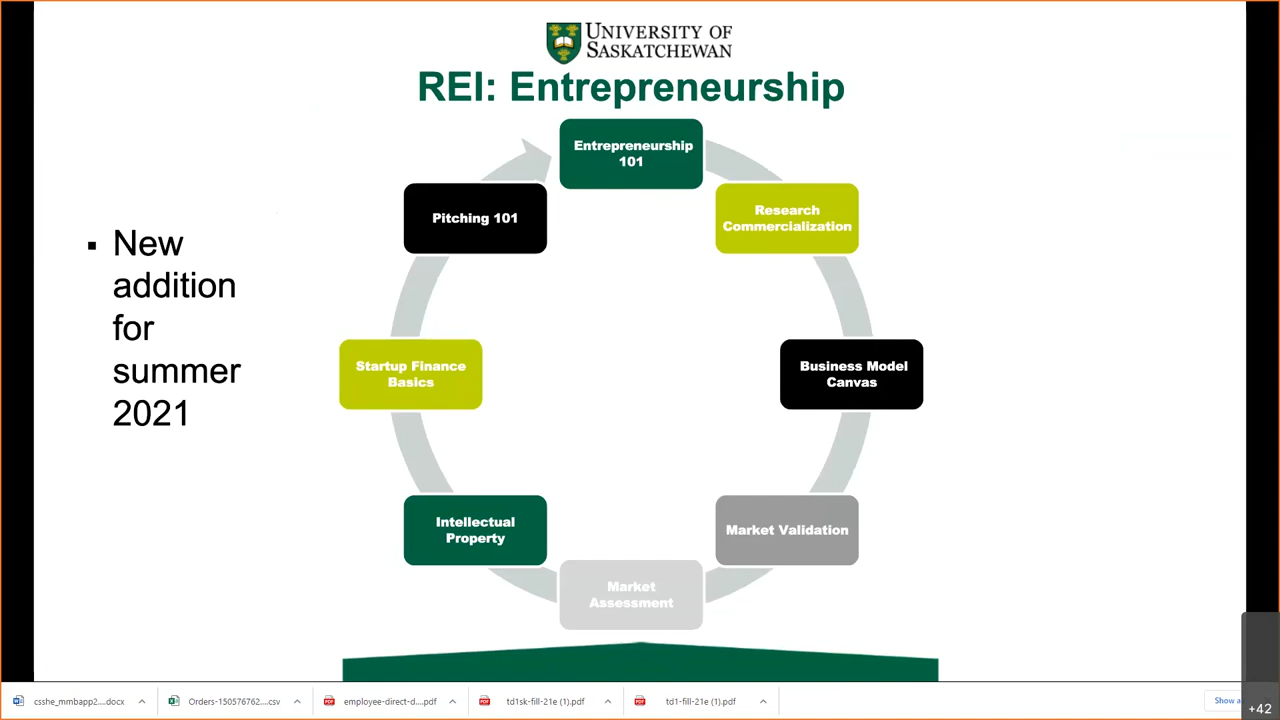 UNIVERSITY OF
SASKATCHEWAN
REI: Entrepreneurship
▪ New
addition
for
summer
2021
Entrepreneurship
101
Research
Commercialization
Business Model
Canvas
Market Validation
Market
Assessment
Intellectual
Property
Startup Finance
Basics
Pitching 101
csshe_mmbapp2....docx
Orders-150576762....csv
employee-direct-d....pdf
td1sk-fill-21e (1).pdf
td1-fill-21e (1).pdf
Show a
+42